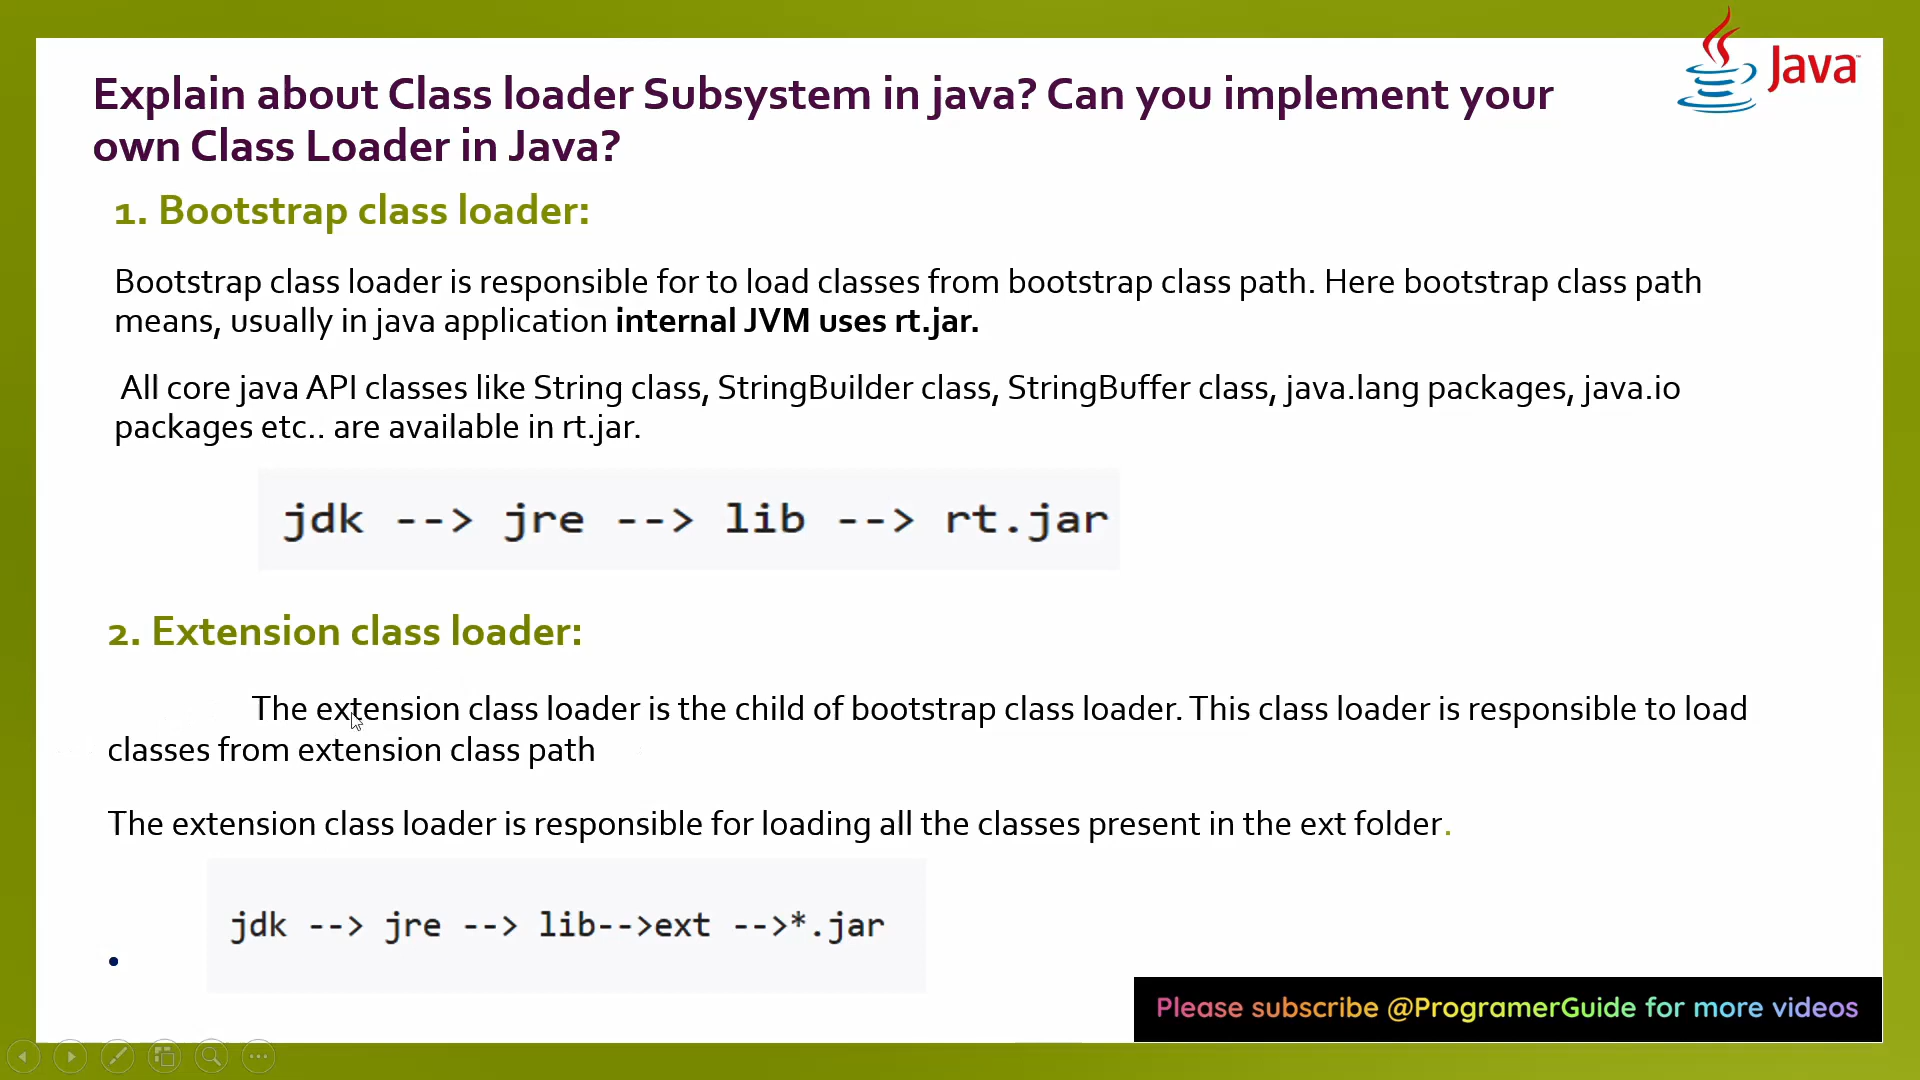 Explain about Class loader Subsystem in java? Can you implement your
own Class Loader in Java?
Java™
1. Bootstrap class loader:
Bootstrap class loader is responsible for to load classes from bootstrap class path. Here bootstrap class path
means, usually in java application internal JVM uses rt.jar.
All core java API classes like String class, StringBuilder class, StringBuffer class, java.lang packages, java.io
packages etc.. are available in rt.jar.
jdk --> jre --> lib --> rt.jar
2. Extension class loader:
The extension class loader is the child of bootstrap class loader. This class loader is responsible to load
classes from extension class path
The extension class loader is responsible for loading all the classes present in the ext folder.
jdk --> jre --> lib-->ext -->*.jar
•
Please subscribe @ProgramerGuide for more videos